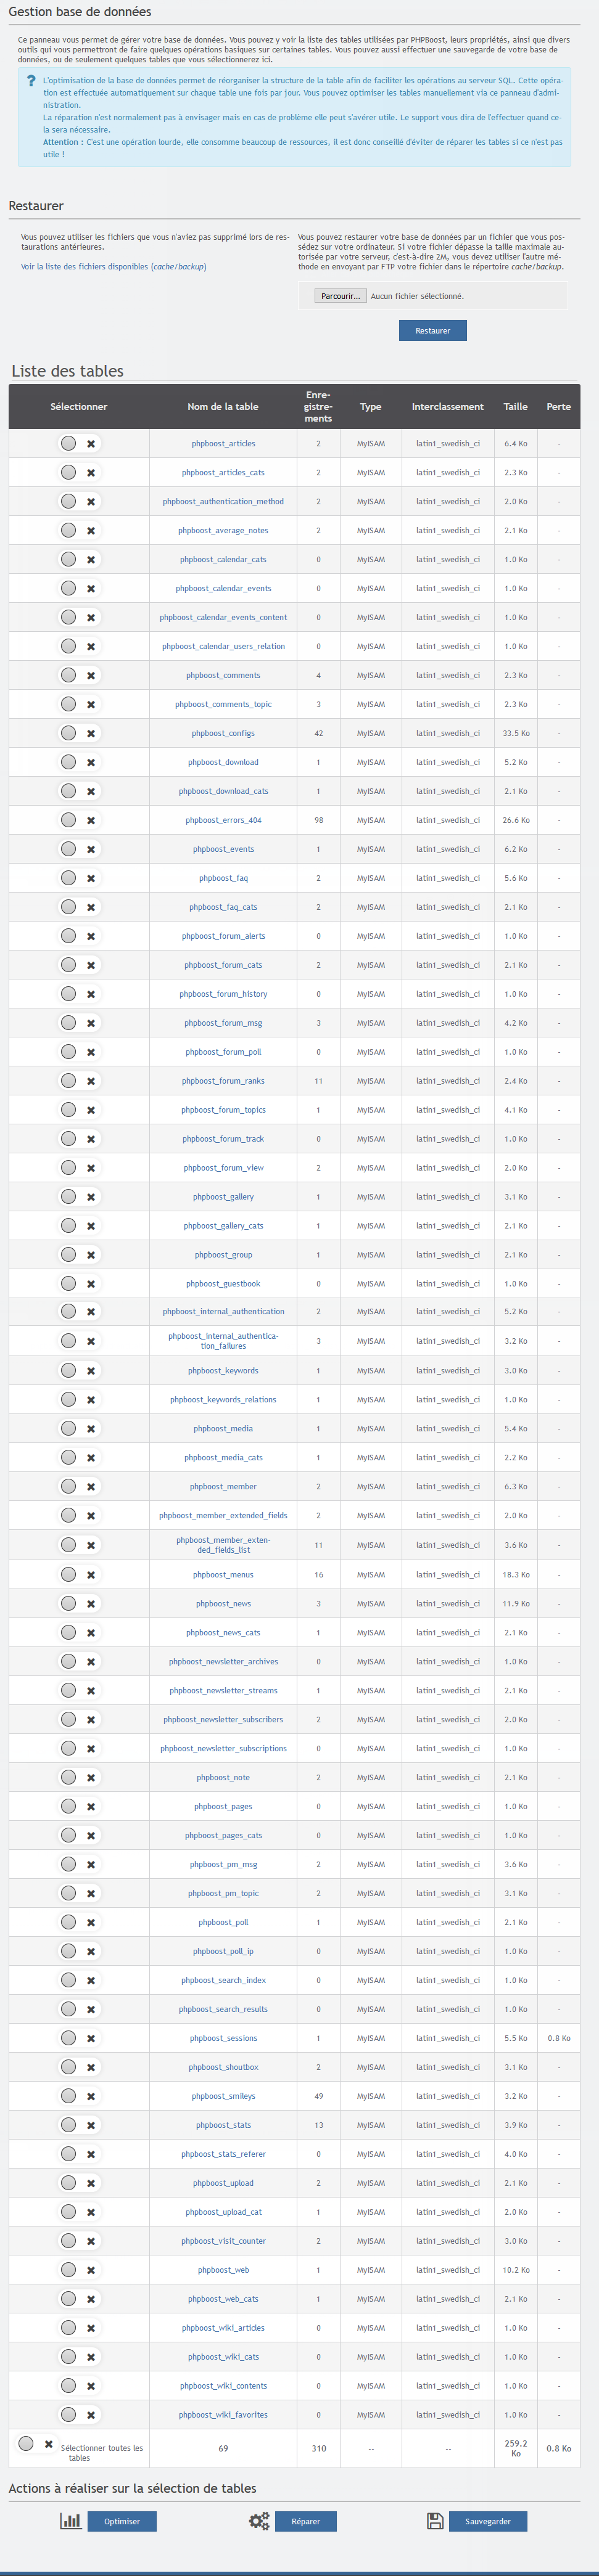 Gestion base de données
Ce panneau vous permet de gérer votre base de données. Vous pouvez y voir la liste des tables utilisées par PHPBoost, leurs propriétés, ainsi que divers
outils qui vous permettront de faire quelques opérations basiques sur certaines tables. Vous pouvez aussi effectuer une sauvegarde de votre base de
données, ou de seulement quelques tables que vous sélectionnerez ici.
L'optimisation de la base de données permet de réorganiser la structure de la table afin de faciliter les opérations au serveur SQL. Cette opé-
ration est effectuée automatiquement sur chaque table une fois par jour. Vous pouvez optimiser les tables manuellement via ce panneau d'admi-
nistration.
La réparation n'est normalement pas à envisager mais en cas de problème elle peut s'avérer utile. Le support vous dira de l'effectuer quand ce-
la sera nécessaire.
Attention : C'est une opération lourde, elle consomme beaucoup de ressources, il est donc conseillé d'éviter de réparer les tables si ce n'est pas
utile !
Restaurer
Vous pouvez utiliser les fichiers que vous n'aviez pas supprimé lors de res-
taurations antérieures.
Voir la liste des fichiers disponibles (cache/backup)
Vous pouvez restaurer votre base de données par un fichier que vous pos-
sédez sur votre ordinateur. Si votre fichier dépasse la taille maximale au-
torisée par votre serveur, c'est-à-dire 2M, vous devez utiliser l'autre mé-
thode en envoyant par FTP votre fichier dans le répertoire cache/backup.
Parcourir... Aucun fichier sélectionné.
Restaurer
Liste des tables
Sélectionner Nom de la table Enre-gistre-ments Type Interclassement Taille Perte
phpboost_articles 2 MyISAM latin1_swedish_ci 6.4 Ko -
phpboost_articles_cats 2 MyISAM latin1_swedish_ci 2.3 Ko -
phpboost_authentication_method 2 MyISAM latin1_swedish_ci 2.0 Ko -
phpboost_average_notes 2 MyISAM latin1_swedish_ci 2.1 Ko -
phpboost_calendar_cats 0 MyISAM latin1_swedish_ci 1.0 Ko -
phpboost_calendar_events 0 MyISAM latin1_swedish_ci 1.0 Ko -
phpboost_calendar_events_content 0 MyISAM latin1_swedish_ci 1.0 Ko -
phpboost_calendar_users_relation 0 MyISAM latin1_swedish_ci 1.0 Ko -
phpboost_comments 4 MyISAM latin1_swedish_ci 2.3 Ko -
phpboost_comments_topic 3 MyISAM latin1_swedish_ci 2.3 Ko -
phpboost_configs 42 MyISAM latin1_swedish_ci 33.5 Ko -
phpboost_download 1 MyISAM latin1_swedish_ci 5.2 Ko -
phpboost_download_cats 1 MyISAM latin1_swedish_ci 2.1 Ko -
phpboost_errors_404 98 MyISAM latin1_swedish_ci 26.6 Ko -
phpboost_events 1 MyISAM latin1_swedish_ci 6.2 Ko -
phpboost_faq 2 MyISAM latin1_swedish_ci 5.6 Ko -
phpboost_faq_cats 2 MyISAM latin1_swedish_ci 2.1 Ko -
phpboost_forum_alerts 0 MyISAM latin1_swedish_ci 1.0 Ko -
phpboost_forum_cats 2 MyISAM latin1_swedish_ci 2.1 Ko -
phpboost_forum_history 0 MyISAM latin1_swedish_ci 1.0 Ko -
phpboost_forum_msg 3 MyISAM latin1_swedish_ci 4.2 Ko -
phpboost_forum_poll 0 MyISAM latin1_swedish_ci 1.0 Ko -
phpboost_forum_ranks 11 MyISAM latin1_swedish_ci 2.4 Ko -
phpboost_forum_topics 1 MyISAM latin1_swedish_ci 4.1 Ko -
phpboost_forum_track 0 MyISAM latin1_swedish_ci 1.0 Ko -
phpboost_forum_view 2 MyISAM latin1_swedish_ci 2.0 Ko -
phpboost_gallery 1 MyISAM latin1_swedish_ci 3.1 Ko -
phpboost_gallery_cats 1 MyISAM latin1_swedish_ci 2.1 Ko -
phpboost_group 1 MyISAM latin1_swedish_ci 2.1 Ko -
phpboost_guestbook 0 MyISAM latin1_swedish_ci 1.0 Ko -
phpboost_internal_authentication 2 MyISAM latin1_swedish_ci 5.2 Ko -
phpboost_internal_authentica-
tion_failures 3 MyISAM latin1_swedish_ci 3.2 Ko -
phpboost_keywords 1 MyISAM latin1_swedish_ci 3.0 Ko -
phpboost_keywords_relations 1 MyISAM latin1_swedish_ci 1.0 Ko -
phpboost_media 1 MyISAM latin1_swedish_ci 5.4 Ko -
phpboost_media_cats 1 MyISAM latin1_swedish_ci 2.2 Ko -
phpboost_member 2 MyISAM latin1_swedish_ci 6.3 Ko -
phpboost_member_extended_fields 2 MyISAM latin1_swedish_ci 2.0 Ko -
phpboost_member_exten-
ded_fields_list 11 MyISAM latin1_swedish_ci 3.6 Ko -
phpboost_menus 16 MyISAM latin1_swedish_ci 18.3 Ko -
phpboost_news 3 MyISAM latin1_swedish_ci 11.9 Ko -
phpboost_news_cats 1 MyISAM latin1_swedish_ci 2.1 Ko -
phpboost_newsletter_archives 0 MyISAM latin1_swedish_ci 1.0 Ko -
phpboost_newsletter_streams 1 MyISAM latin1_swedish_ci 2.1 Ko -
phpboost_newsletter_subscribers 2 MyISAM latin1_swedish_ci 2.0 Ko -
phpboost_newsletter_subscriptions 0 MyISAM latin1_swedish_ci 1.0 Ko -
phpboost_note 2 MyISAM latin1_swedish_ci 2.1 Ko -
phpboost_pages 0 MyISAM latin1_swedish_ci 1.0 Ko -
phpboost_pages_cats 0 MyISAM latin1_swedish_ci 1.0 Ko -
phpboost_pm_msg 2 MyISAM latin1_swedish_ci 3.6 Ko -
phpboost_pm_topic 2 MyISAM latin1_swedish_ci 3.1 Ko -
phpboost_poll 1 MyISAM latin1_swedish_ci 2.1 Ko -
phpboost_poll_ip 0 MyISAM latin1_swedish_ci 1.0 Ko -
phpboost_search_index 0 MyISAM latin1_swedish_ci 1.0 Ko -
phpboost_search_results 0 MyISAM latin1_swedish_ci 1.0 Ko -
phpboost_sessions 1 MyISAM latin1_swedish_ci 5.5 Ko 0.8 Ko
phpboost_shoutbox 2 MyISAM latin1_swedish_ci 3.1 Ko -
phpboost_smileys 49 MyISAM latin1_swedish_ci 3.2 Ko -
phpboost_stats 13 MyISAM latin1_swedish_ci 3.9 Ko -
phpboost_stats_referer 0 MyISAM latin1_swedish_ci 4.0 Ko -
phpboost_upload 2 MyISAM latin1_swedish_ci 2.1 Ko -
phpboost_upload_cat 1 MyISAM latin1_swedish_ci 2.0 Ko -
phpboost_visit_counter 2 MyISAM latin1_swedish_ci 3.0 Ko -
phpboost_web 1 MyISAM latin1_swedish_ci 10.2 Ko -
phpboost_web_cats 1 MyISAM latin1_swedish_ci 2.1 Ko -
phpboost_wiki_articles 0 MyISAM latin1_swedish_ci 1.0 Ko -
phpboost_wiki_cats 0 MyISAM latin1_swedish_ci 1.0 Ko -
phpboost_wiki_contents 0 MyISAM latin1_swedish_ci 1.0 Ko -
phpboost_wiki_favorites 0 MyISAM latin1_swedish_ci 1.0 Ko -
Sélectionner toutes les tables 69 310 -- -- 259.2 Ko 0.8 Ko
Actions à réaliser sur la sélection de tables
Optimiser Réparer Sauvegarder